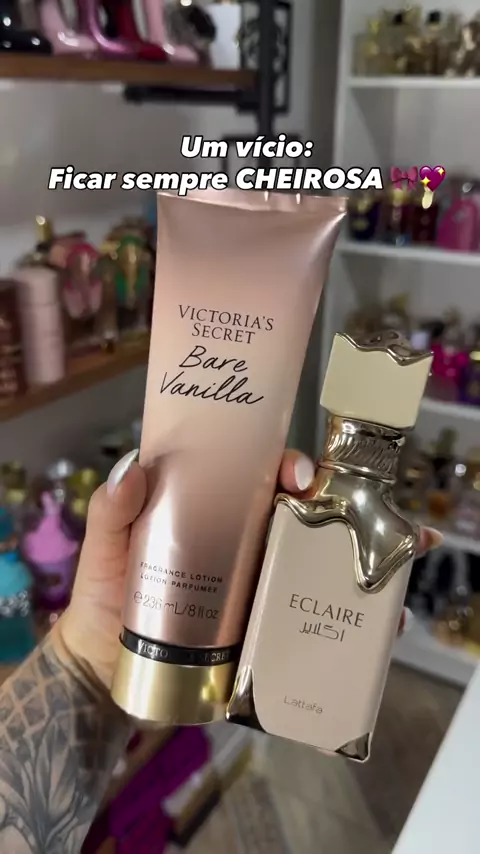 Um vício:
Ficar sempre CHEIROSA 🎀💖
VICTORIA'S
SECRET
Bare
Vanilla
FRAGRANCE LOTION
LOTION PARFUMÉE
℮ 236 mL/8 fl oz
ECLAIRE
اكلير
Lattafa